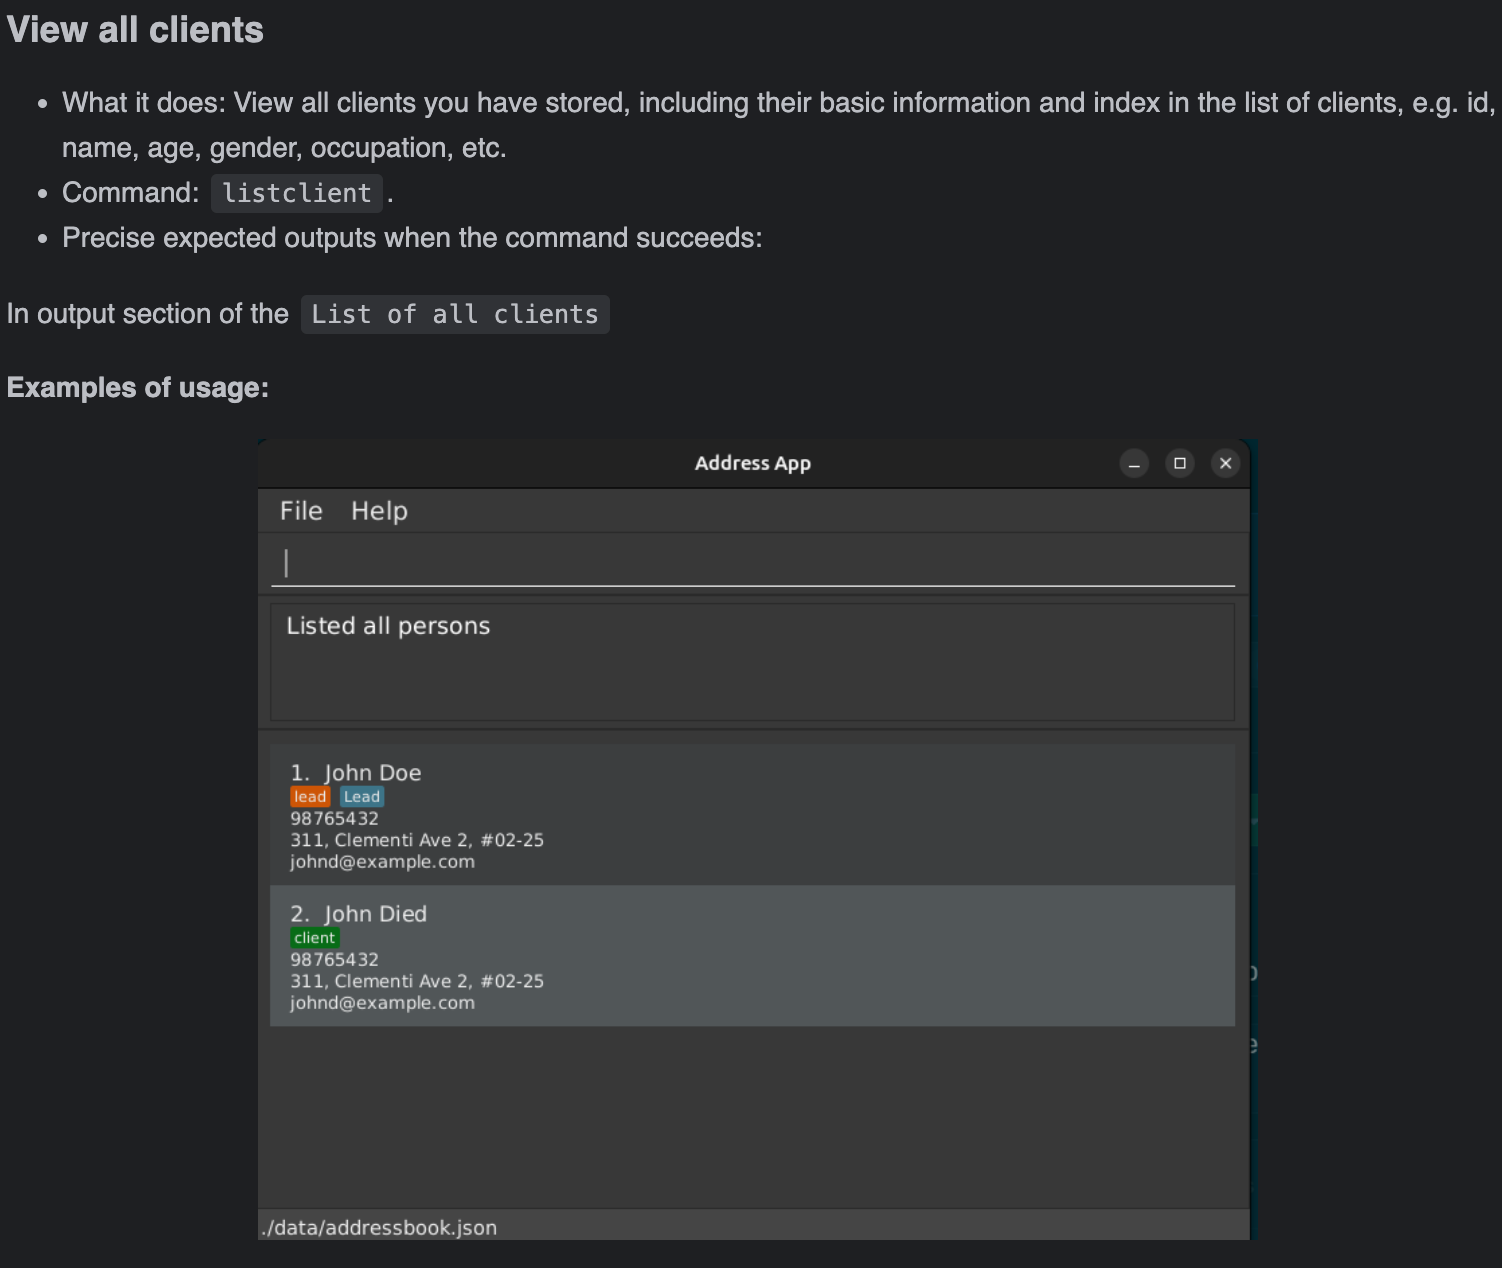 View all clients
• What it does: View all clients you have stored, including their basic information and index in the list of clients, e.g. id,
name, age, gender, occupation, etc.
• Command: listclient.
• Precise expected outputs when the command succeeds:
In output section of the List of all clients
Examples of usage:
Address App
File Help
Listed all persons
1. John Doe
lead Lead
98765432
311, Clementi Ave 2, #02-25
johnd@example.com
2. John Died
client
98765432
311, Clementi Ave 2, #02-25
johnd@example.com
./data/addressbook.json